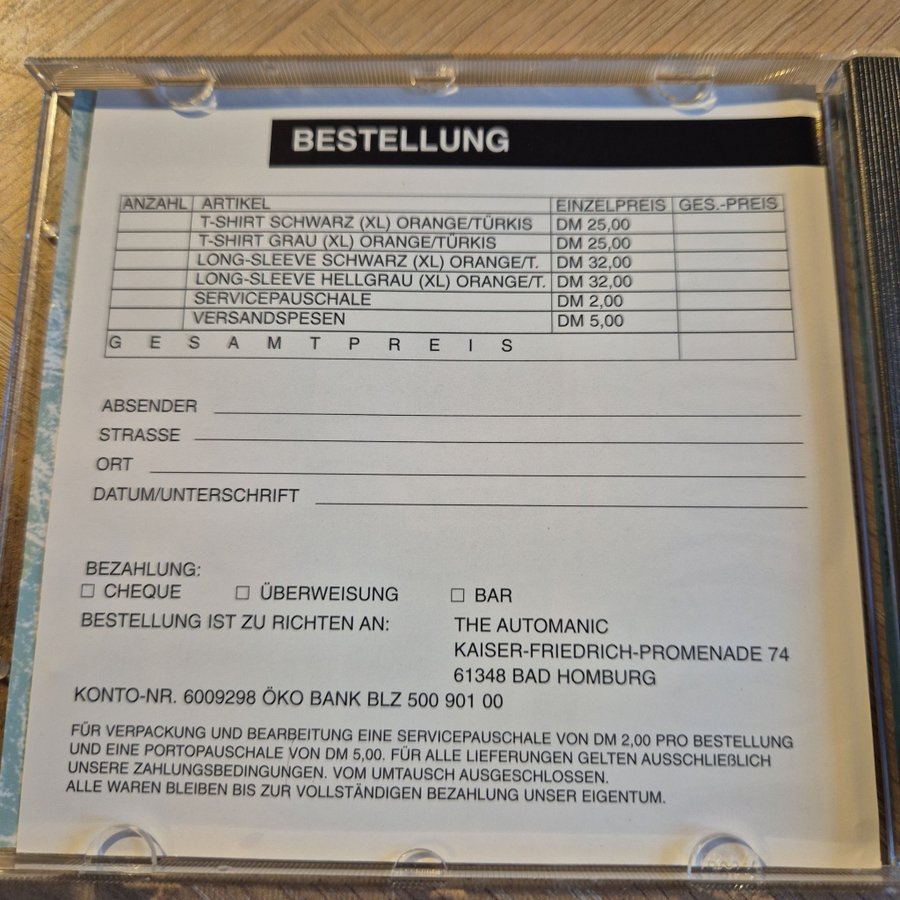 BESTELLUNG
ANZAHL ARTIKEL EINZELPREIS GES.-PREIS
T-SHIRT SCHWARZ (XL) ORANGE/TÜRKIS DM 25,00
T-SHIRT GRAU (XL) ORANGE/TÜRKIS DM 25,00
LONG-SLEEVE SCHWARZ (XL) ORANGE/T. DM 32,00
LONG-SLEEVE HELLGRAU (XL) ORANGE/T. DM 32,00
SERVICEPAUSCHALE DM 2,00
VERSANDSPESEN DM 5,00
G E S A M T P R E I S
ABSENDER
STRASSE
ORT
DATUM/UNTERSCHRIFT
BEZAHLUNG:
☐ CHEQUE ☐ ÜBERWEISUNG ☐ BAR
BESTELLUNG IST ZU RICHTEN AN: THE AUTOMANIC
KAISER-FRIEDRICH-PROMENADE 74
61348 BAD HOMBURG
KONTO-NR. 6009298 ÖKO BANK BLZ 500 901 00
FÜR VERPACKUNG UND BEARBEITUNG EINE SERVICEPAUSCHALE VON DM 2,00 PRO BESTELLUNG
UND EINE PORTOPAUSCHALE VON DM 5,00. FÜR ALLE LIEFERUNGEN GELTEN AUSSCHLIEßLICH
UNSERE ZAHLUNGSBEDINGUNGEN. VOM UMTAUSCH AUSGESCHLOSSEN.
ALLE WAREN BLEIBEN BIS ZUR VOLLSTÄNDIGEN BEZAHLUNG UNSER EIGENTUM.